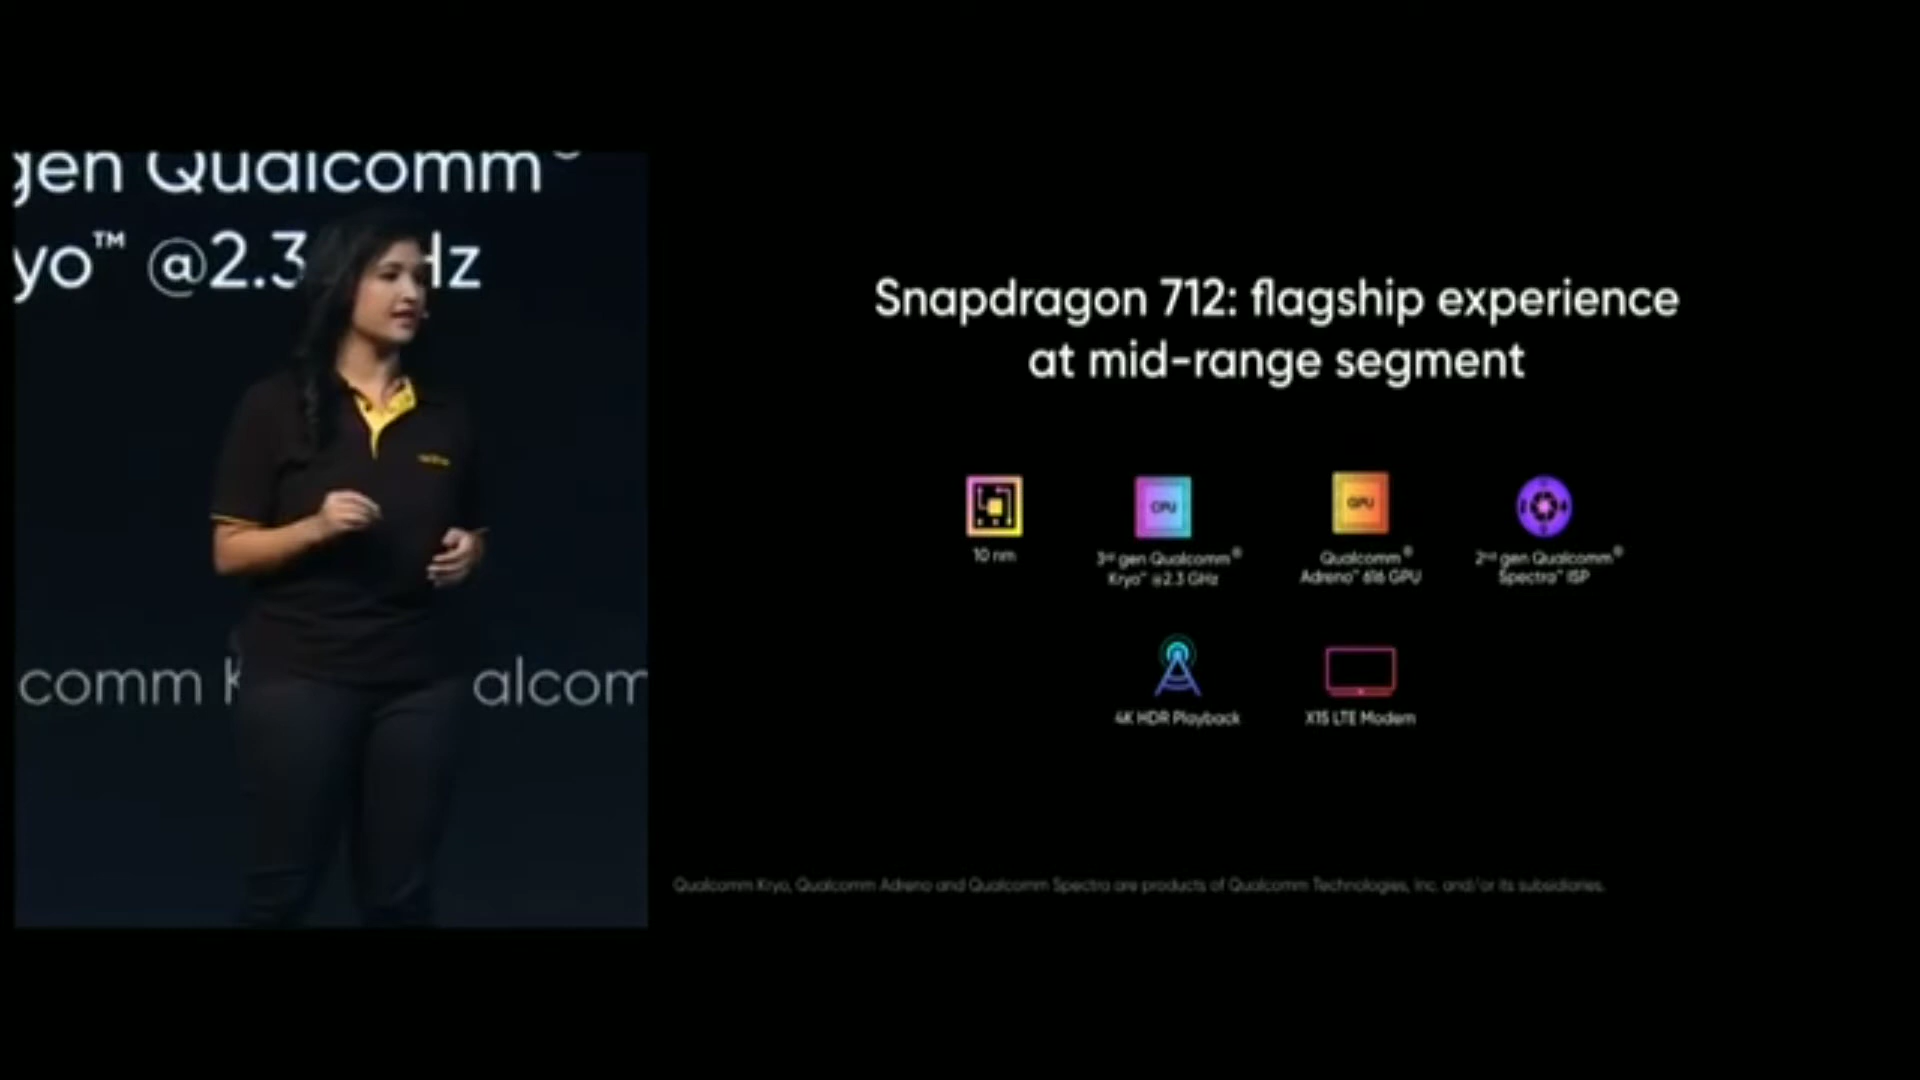 gen Qualcomm®
yo™ @2.3 Hz
comm K alcom
Snapdragon 712: flagship experience
at mid-range segment
10 nm
CPU
3rd gen Qualcomm®
Kryo™ @2.3 GHz
GPU
Qualcomm®
Adreno™ 616 GPU
2nd gen Qualcomm®
Spectra™ ISP
4K HDR Playback
X15 LTE Modem
Qualcomm Kryo, Qualcomm Adreno and Qualcomm Spectra are products of Qualcomm Technologies, Inc. and/or its subsidiaries.